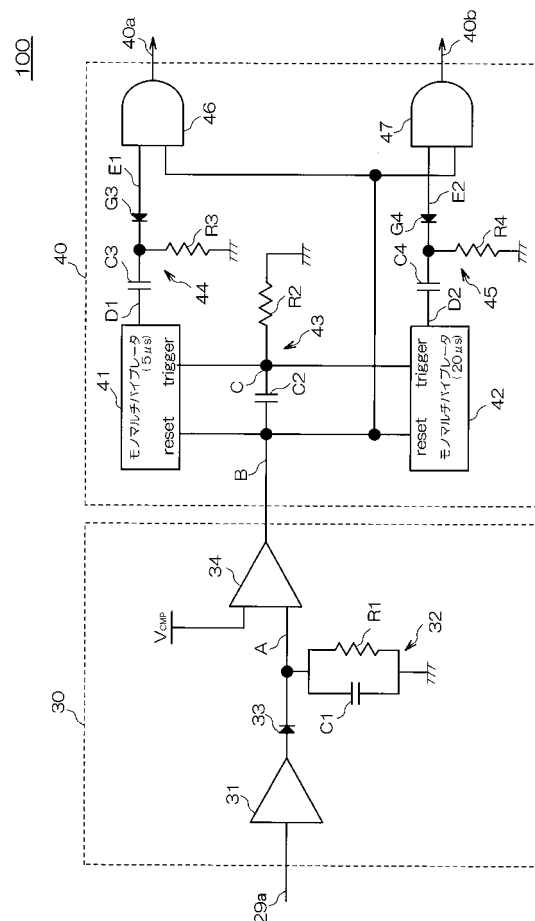 100
30
29a
31
33
A
C1
R1
32
VCMP
34
B
40
41
モノマルチバイブレータ
(5μs)
reset
trigger
C
C2
R2
43
D1
C3
44
R3
G3
E1
46
40a
42
モノマルチバイブレータ
(20μs)
reset
trigger
D2
C4
45
R4
G4
E2
47
40b